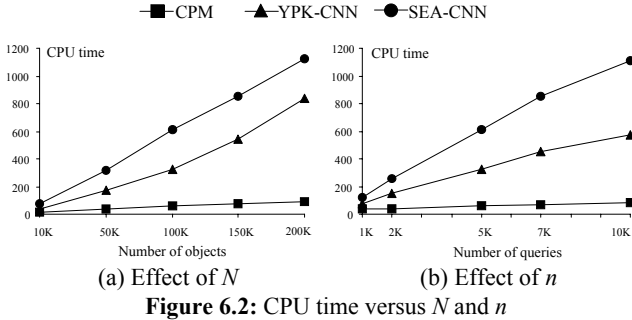 CPM YPK-CNN SEA-CNN
CPU time
1200
1000
800
600
400
200
0
10K 50K 100K 150K 200K
Number of objects
(a) Effect of N
CPU time
1200
1000
800
600
400
200
0
1K 2K 5K 7K 10K
Number of queries
(b) Effect of n
Figure 6.2: CPU time versus N and n